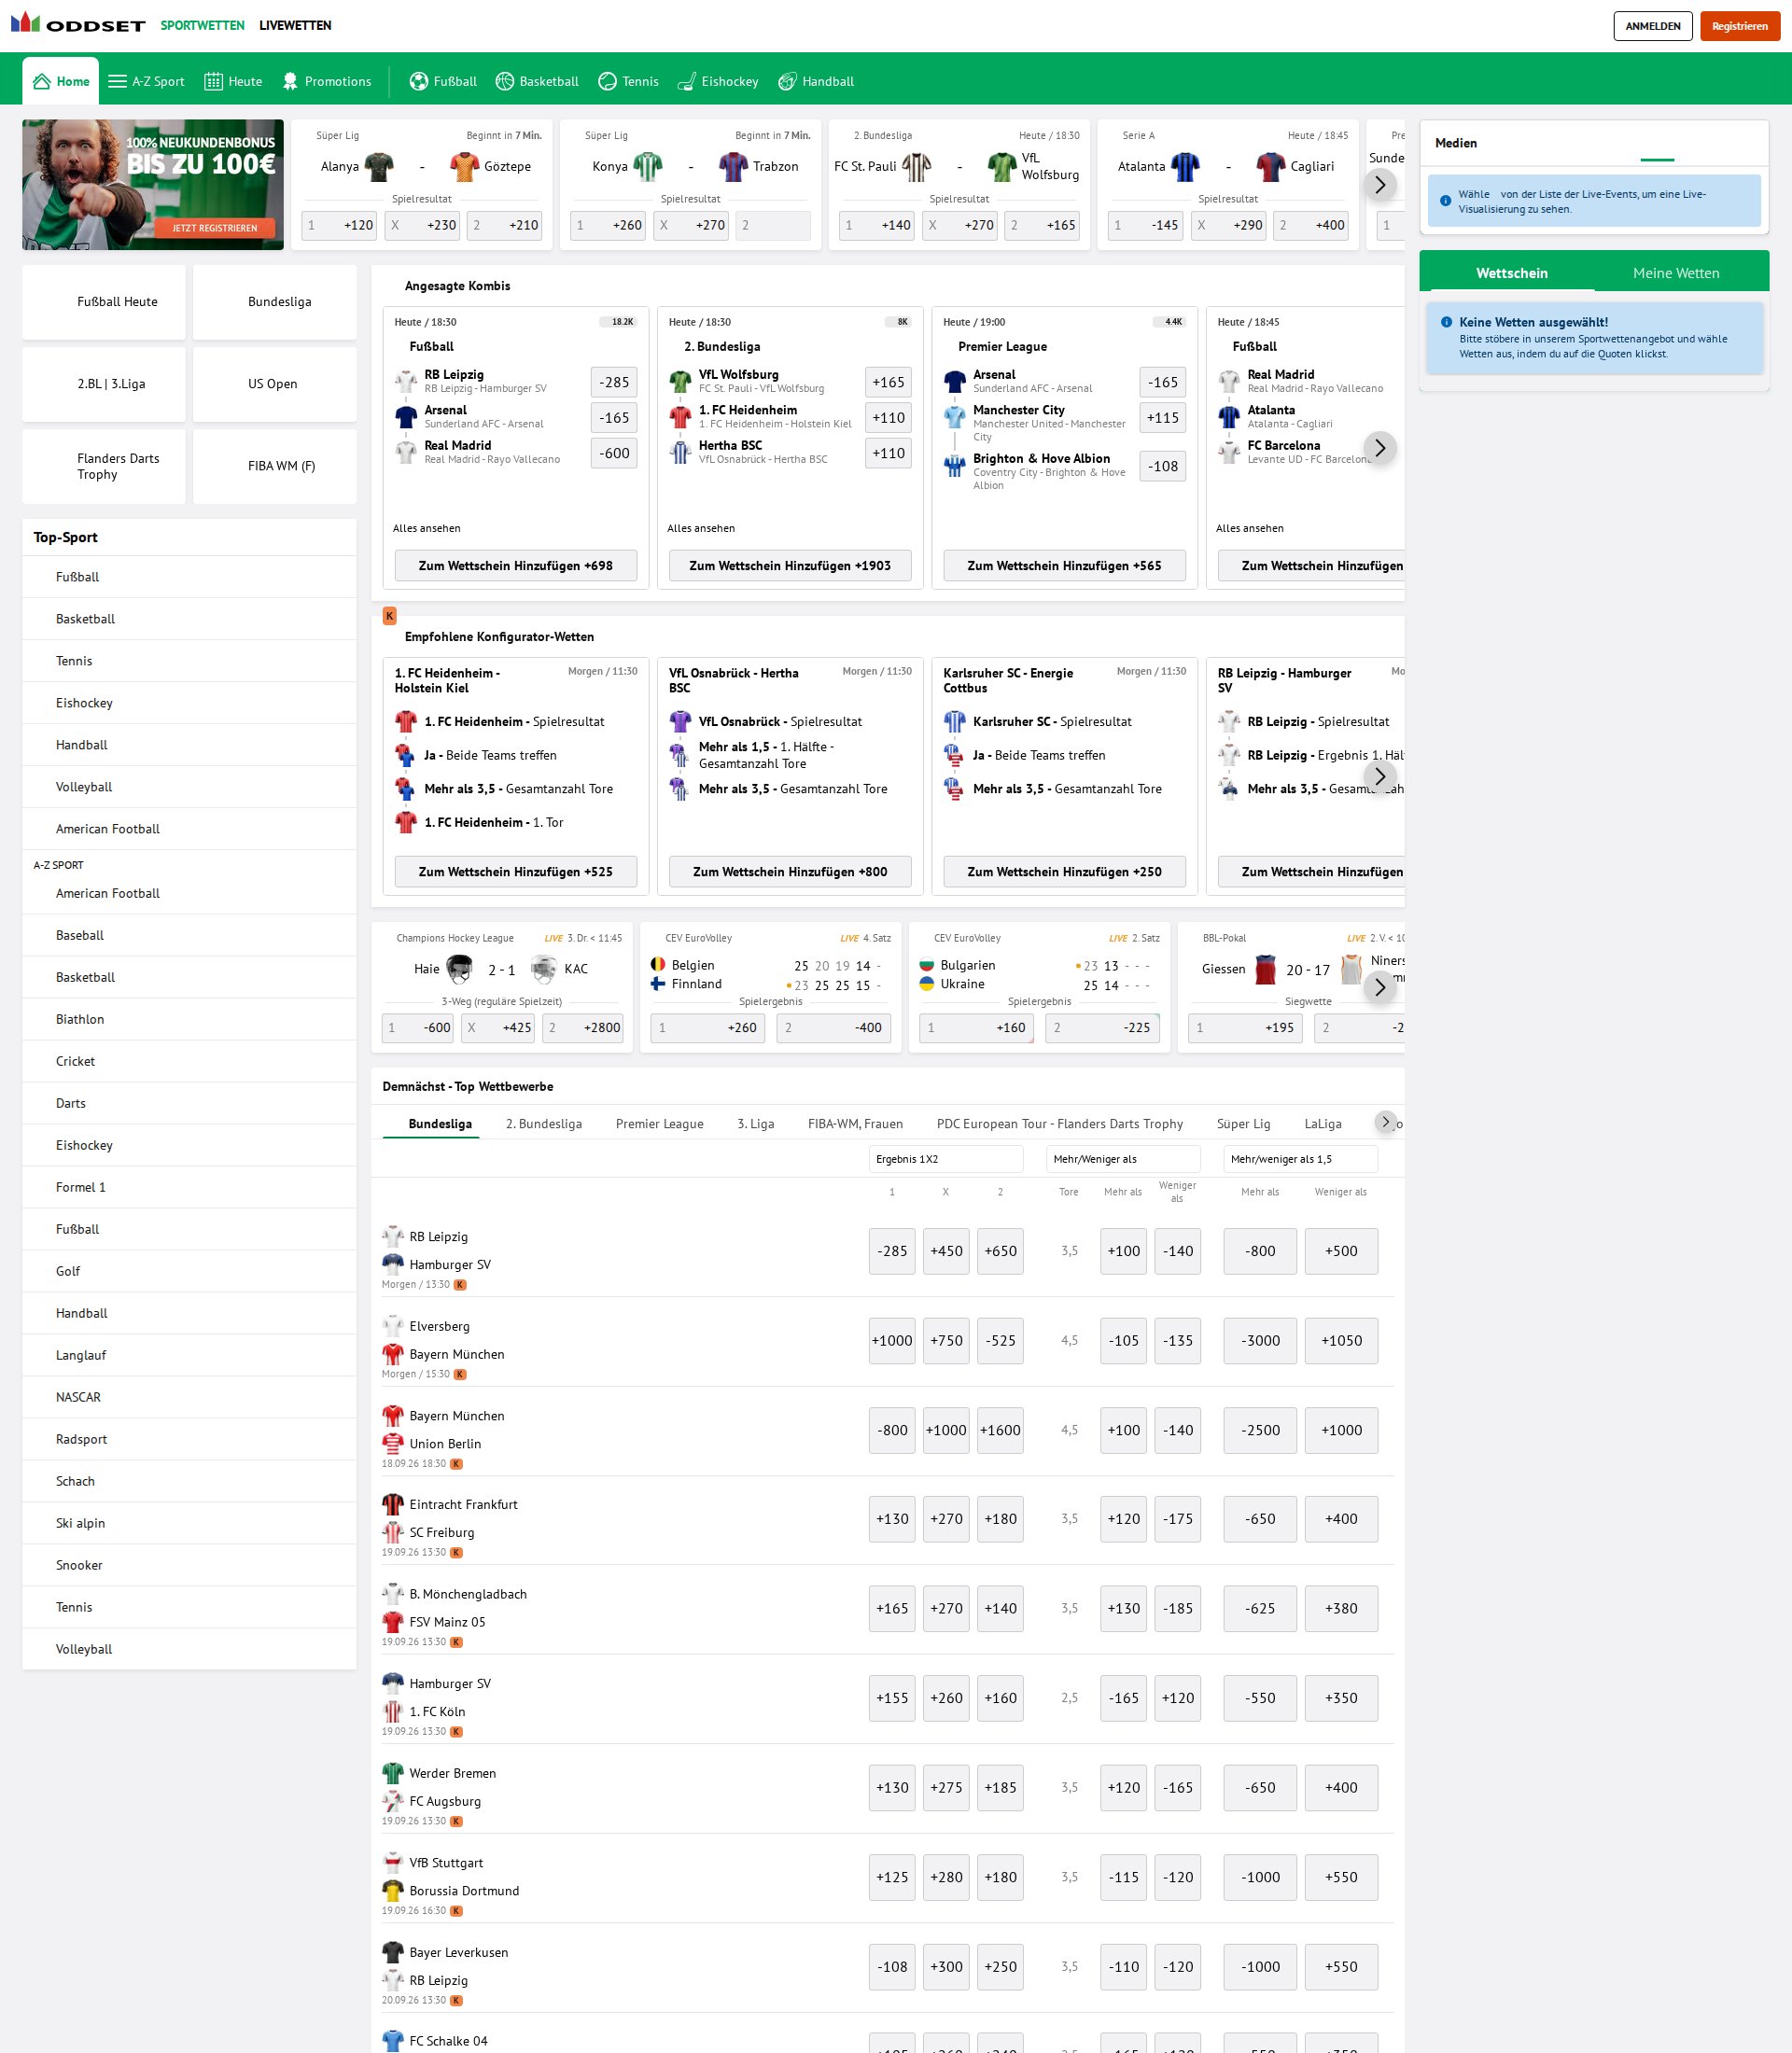 ODDSET SPORTWETTEN LIVEWETTEN
ANMELDEN Registrieren
Home A-Z Sport Heute Promotions Fußball Basketball Tennis Eishockey Handball
100% NEUKUNDENBONUS
BIS ZU 100€
JETZT REGISTRIEREN
Süper Lig Beginnt in 7 Min.
Alanya - Göztepe
Spielresultat
1 +120 X +230 2 +210
Süper Lig Beginnt in 7 Min.
Konya - Trabzon
Spielresultat
1 +260 X +270 2
2. Bundesliga Heute / 18:30
FC St. Pauli - VfL Wolfsburg
Spielresultat
1 +140 X +270 2 +165
Serie A Heute / 18:45
Atalanta - Cagliari
Spielresultat
1 -145 X +290 2 +400
Pre
Sunde
1
Medien
Wähle von der Liste der Live-Events, um eine Live-
Visualisierung zu sehen.
Wettschein Meine Wetten
Keine Wetten ausgewählt!
Bitte stöbere in unserem Sportwettenangebot und wähle
Wetten aus, indem du auf die Quoten klickst.
Fußball Heute
Bundesliga
2.BL | 3.Liga
US Open
Flanders Darts
Trophy
FIBA WM (F)
Top-Sport
Fußball
Basketball
Tennis
Eishockey
Handball
Volleyball
American Football
A-Z SPORT
American Football
Baseball
Basketball
Biathlon
Cricket
Darts
Eishockey
Formel 1
Fußball
Golf
Handball
Langlauf
NASCAR
Radsport
Schach
Ski alpin
Snooker
Tennis
Volleyball
Angesagte Kombis
Heute / 18:30 18.2K
Fußball
RB Leipzig -285
RB Leipzig - Hamburger SV
Arsenal -165
Sunderland AFC - Arsenal
Real Madrid -600
Real Madrid - Rayo Vallecano
Alles ansehen
Zum Wettschein Hinzufügen +698
Heute / 18:30 8K
2. Bundesliga
VfL Wolfsburg +165
FC St. Pauli - VfL Wolfsburg
1. FC Heidenheim +110
1. FC Heidenheim - Holstein Kiel
Hertha BSC +110
VfL Osnabrück - Hertha BSC
Alles ansehen
Zum Wettschein Hinzufügen +1903
Heute / 19:00 4.4K
Premier League
Arsenal -165
Sunderland AFC - Arsenal
Manchester City +115
Manchester United - Manchester
City
Brighton & Hove Albion -108
Coventry City - Brighton & Hove
Albion
Zum Wettschein Hinzufügen +565
Heute / 18:45
Fußball
Real Madrid
Real Madrid - Rayo Vallecano
Atalanta
Atalanta - Cagliari
FC Barcelona
Levante UD - FC Barcelona
Alles ansehen
Zum Wettschein Hinzufügen
K
Empfohlene Konfigurator-Wetten
1. FC Heidenheim -
Holstein Kiel
Morgen / 11:30
1. FC Heidenheim - Spielresultat
Ja - Beide Teams treffen
Mehr als 3,5 - Gesamtanzahl Tore
1. FC Heidenheim - 1. Tor
Zum Wettschein Hinzufügen +525
VfL Osnabrück - Hertha
BSC
Morgen / 11:30
VfL Osnabrück - Spielresultat
Mehr als 1,5 - 1. Hälfte -
Gesamtanzahl Tore
Mehr als 3,5 - Gesamtanzahl Tore
Zum Wettschein Hinzufügen +800
Karlsruher SC - Energie
Cottbus
Morgen / 11:30
Karlsruher SC - Spielresultat
Ja - Beide Teams treffen
Mehr als 3,5 - Gesamtanzahl Tore
Zum Wettschein Hinzufügen +250
RB Leipzig - Hamburger
SV
Mo
RB Leipzig - Spielresultat
RB Leipzig - Ergebnis 1. Häl
Mehr als 3,5 -
Zum Wettschein Hinzufügen
Champions Hockey League LIVE 3. Dr. < 11:45
Haie 2 - 1 KAC
3-Weg (reguläre Spielzeit)
1 -600 X +425 2 +2800
CEV EuroVolley LIVE 4. Satz
Belgien 25 20 19 14 -
Finnland 23 25 25 15 -
Spielergebnis
1 +260 2 -400
CEV EuroVolley LIVE 2. Satz
Bulgarien 23 13 - - -
Ukraine 25 14 - - -
Spielergebnis
1 +160 2 -225
BBL-Pokal LIVE 2. V. < 10
Giessen 20 - 17 Niners
Siegwette
1 +195 2 -2
Demnächst - Top Wettbewerbe
Bundesliga 2. Bundesliga Premier League 3. Liga FIBA-WM, Frauen PDC European Tour - Flanders Darts Trophy Süper Lig LaLiga
Ergebnis 1X2 Mehr/Weniger als Mehr/weniger als 1,5
1 X 2 Tore Mehr als Weniger als Mehr als Weniger als
RB Leipzig
Hamburger SV
Morgen / 13:30 K
-285 +450 +650 3,5 +100 -140 -800 +500
Elversberg
Bayern München
Morgen / 15:30 K
+1000 +750 -525 4,5 -105 -135 -3000 +1050
Bayern München
Union Berlin
18.09.26 18:30 K
-800 +1000 +1600 4,5 +100 -140 -2500 +1000
Eintracht Frankfurt
SC Freiburg
19.09.26 13:30 K
+130 +270 +180 3,5 +120 -175 -650 +400
B. Mönchengladbach
FSV Mainz 05
19.09.26 13:30 K
+165 +270 +140 3,5 +130 -185 -625 +380
Hamburger SV
1. FC Köln
19.09.26 13:30 K
+155 +260 +160 2,5 -165 +120 -550 +350
Werder Bremen
FC Augsburg
19.09.26 13:30 K
+130 +275 +185 3,5 +120 -165 -650 +400
VfB Stuttgart
Borussia Dortmund
19.09.26 16:30 K
+125 +280 +180 3,5 -115 -120 -1000 +550
Bayer Leverkusen
RB Leipzig
20.09.26 13:30 K
-108 +300 +250 3,5 -110 -120 -1000 +550
FC Schalke 04